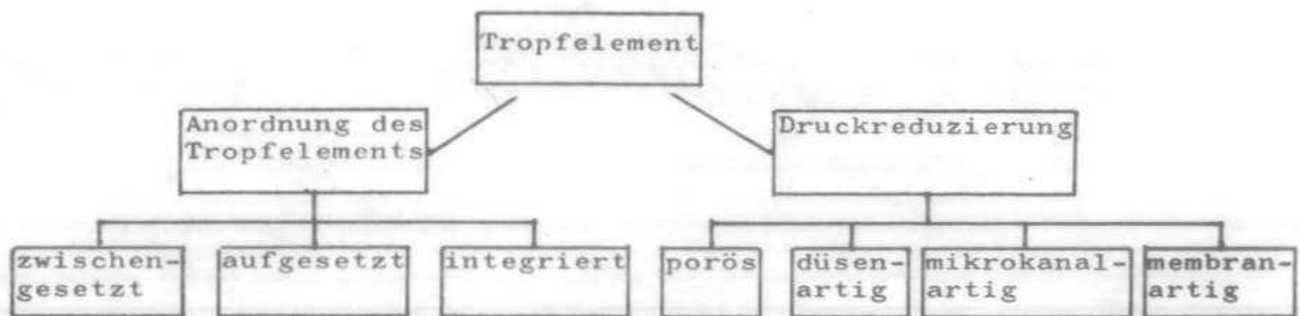 Tropfelement
Anordnung des
Tropfelements
Druckreduzierung
zwischen-
gesetzt
aufgesetzt
integriert
porös
düsen-
artig
mikrokanal-
artig
membran-
artig